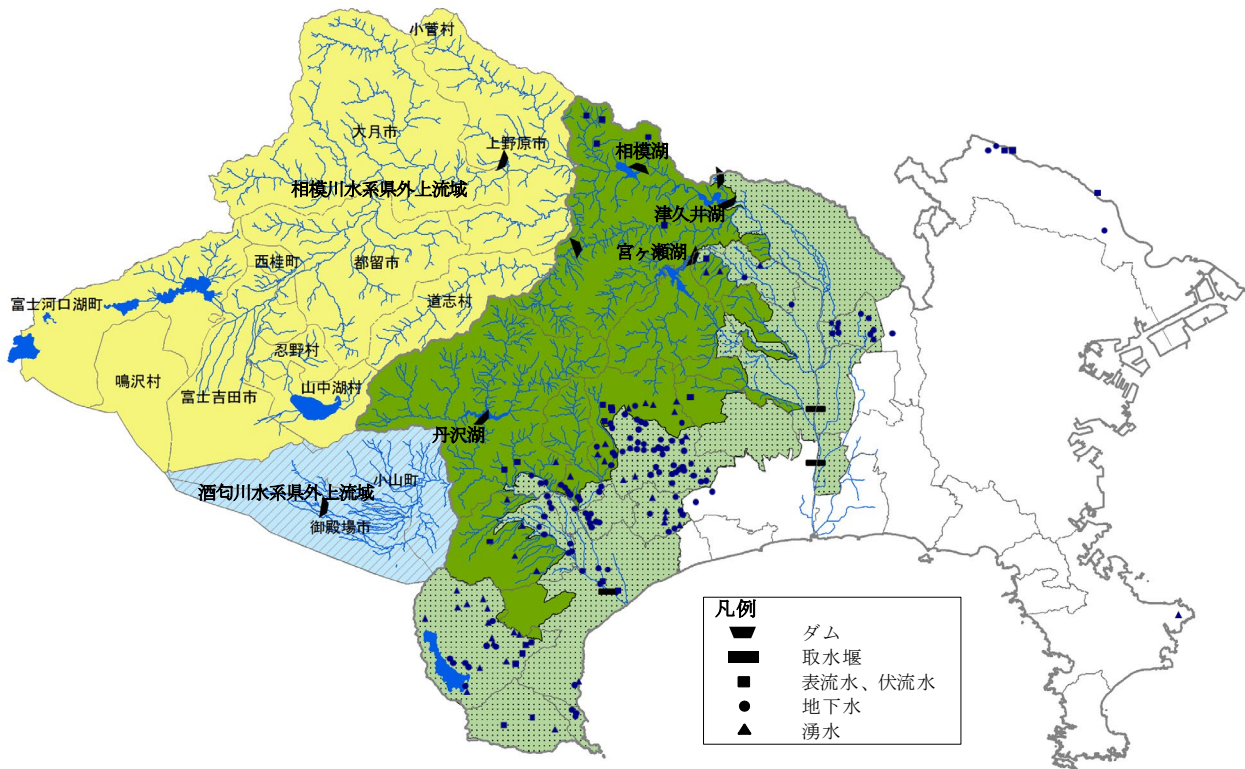 小菅村
大月市
上野原市
相模湖
相模川水系県外上流域
津久井湖
宮ヶ瀬湖
西桂町
都留市
道志村
富士河口湖町
忍野村
鳴沢村
富士吉田市
山中湖村
丹沢湖
小山町
酒匂川水系県外上流域
御殿場市
凡例
ダム
取水堰
表流水、伏流水
地下水
湧水